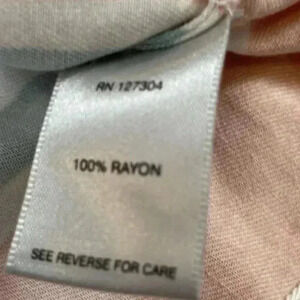 RN 127304
100% RAYON
SEE REVERSE FOR CARE